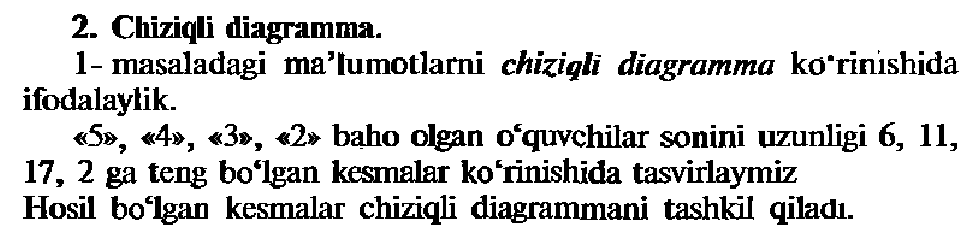 2. Chiziqli diagramma.
1- masaladagi ma’lumotlarni chiziqli diagramma ko‘rinishida
ifodalaylik.
«5», «4», «3», «2» baho olgan o‘quvchilar sonini uzunligi 6, 11,
17, 2 ga teng bo‘lgan kesmalar ko‘rinishida tasvirlaymiz
Hosil bo‘lgan kesmalar chiziqli diagrammani tashkil qiladi.